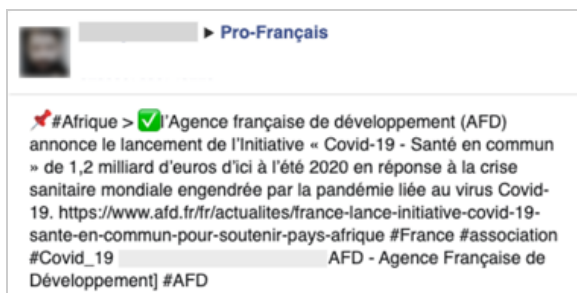 ▶ Pro-Français
📌#Afrique > ✅l'Agence française de développement (AFD)
annonce le lancement de l'Initiative « Covid-19 - Santé en commun
» de 1,2 milliard d'euros d'ici à l'été 2020 en réponse à la crise
sanitaire mondiale engendrée par la pandémie liée au virus Covid-
19. https://www.afd.fr/fr/actualites/france-lance-initiative-covid-19-
sante-en-commun-pour-soutenir-pays-afrique #France #association
#Covid_19 AFD - Agence Française de
Développement] #AFD